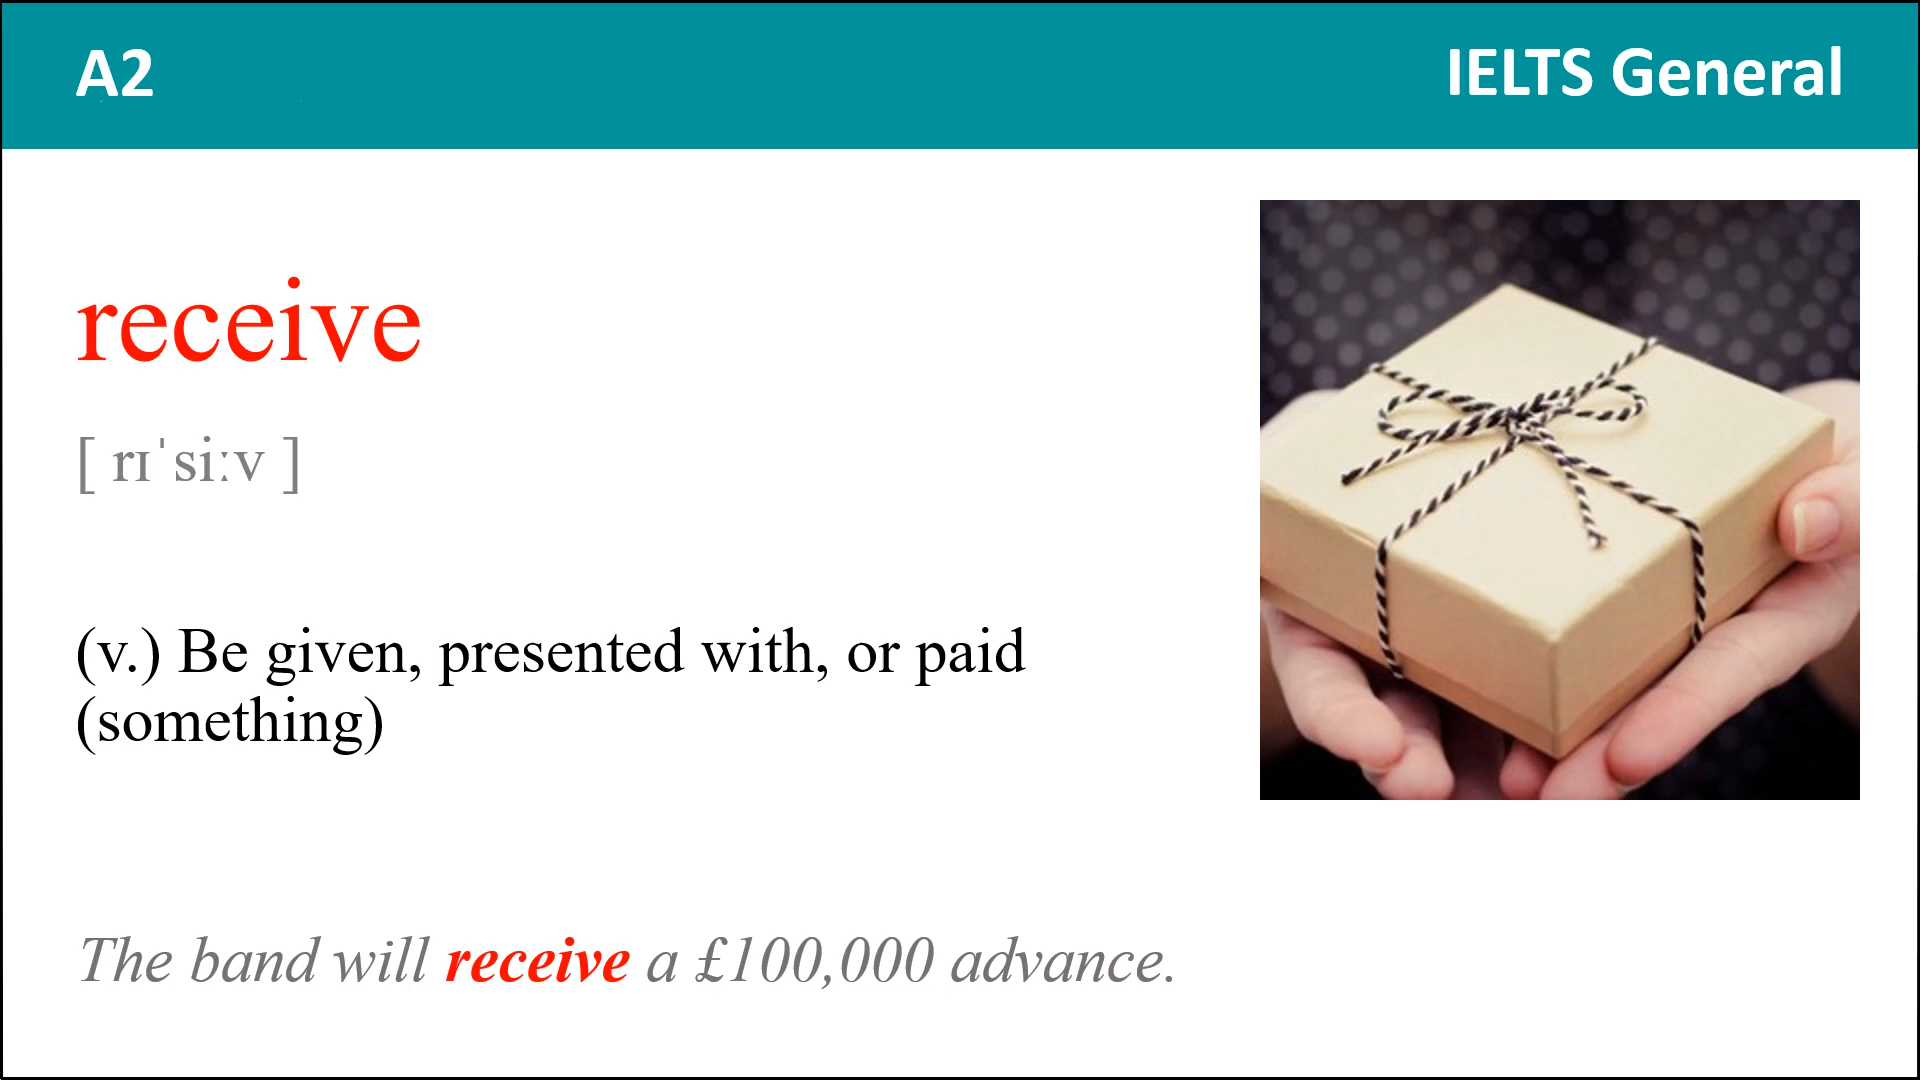 A2
IELTS General
receive
[ rɪˈsiːv ]
(v.) Be given, presented with, or paid
(something)
The band will receive a £100,000 advance.